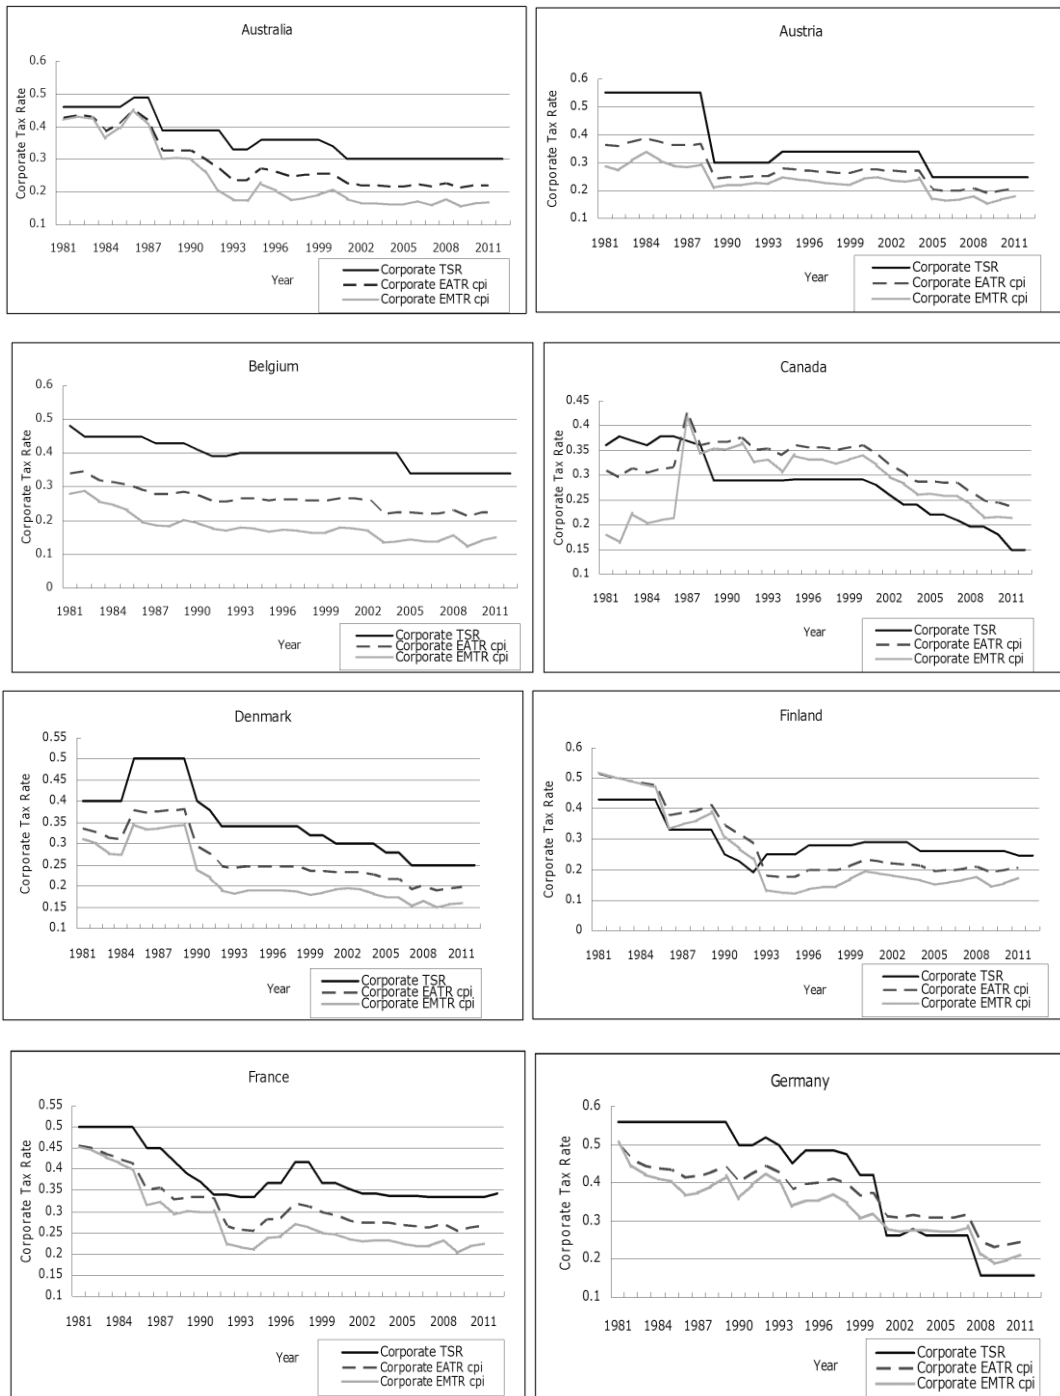 Australia
Corporate Tax Rate
0.6
0.5
0.4
0.3
0.2
0.1
1981 1984 1987 1990 1993 1996 1999 2002 2005 2008 2011
Year
Corporate TSR
Corporate EATR cpi
Corporate EMTR cpi
Austria
Corporate Tax Rate
0.6
0.5
0.4
0.3
0.2
0.1
1981 1984 1987 1990 1993 1996 1999 2002 2005 2008 2011
Year
Corporate TSR
Corporate EATR cpi
Corporate EMTR cpi
Belgium
Corporate Tax Rate
0.6
0.5
0.4
0.3
0.2
0.1
0
1981 1984 1987 1990 1993 1996 1999 2002 2005 2008 2011
Year
Corporate TSR
Corporate EATR cpi
Corporate EMTR cpi
Canada
Corporate Tax Rate
0.45
0.4
0.35
0.3
0.25
0.2
0.15
0.1
1981 1984 1987 1990 1993 1996 1999 2002 2005 2008 2011
Year
Corporate TSR
Corporate EATR cpi
Corporate EMTR cpi
Denmark
Corporate Tax Rate
0.55
0.5
0.45
0.4
0.35
0.3
0.25
0.2
0.15
0.1
1981 1984 1987 1990 1993 1996 1999 2002 2005 2008 2011
Year
Corporate TSR
Corporate EATR cpi
Corporate EMTR cpi
Finland
Corporate Tax Rate
0.6
0.5
0.4
0.3
0.2
0.1
0
1981 1984 1987 1990 1993 1996 1999 2002 2005 2008 2011
Year
Corporate TSR
Corporate EATR cpi
Corporate EMTR cpi
France
Corporate Tax Rate
0.55
0.5
0.45
0.4
0.35
0.3
0.25
0.2
0.15
0.1
1981 1984 1987 1990 1993 1996 1999 2002 2005 2008 2011
Year
Corporate TSR
Corporate EATR cpi
Corporate EMTR cpi
Germany
Corporate Tax Rate
0.6
0.5
0.4
0.3
0.2
0.1
1981 1984 1987 1990 1993 1996 1999 2002 2005 2008 2011
Year
Corporate TSR
Corporate EATR cpi
Corporate EMTR cpi